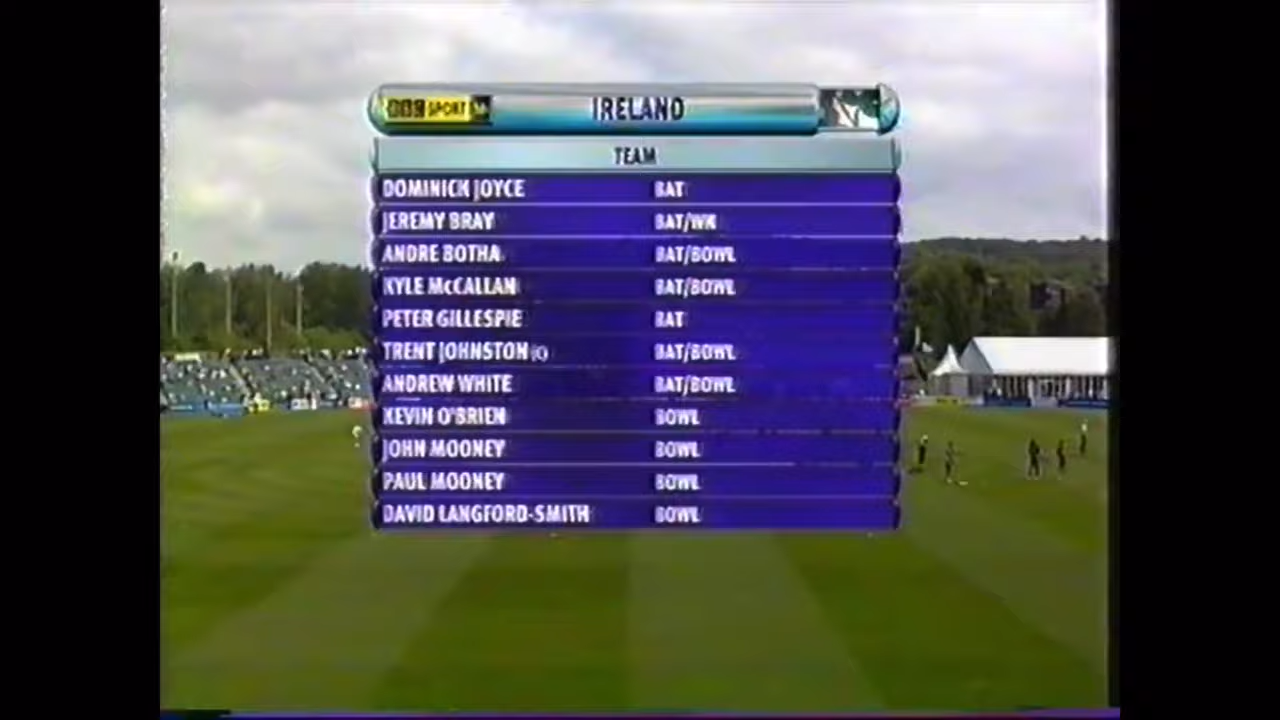 BBC SPORT IRELAND
TEAM
DOMINICK JOYCE BAT
JEREMY BRAY BAT/WK
ANDRE BOTHA BAT/BOWL
KYLE McCALLAN BAT/BOWL
PETER GILLESPIE BAT
TRENT JOHNSTON (C) BAT/BOWL
ANDREW WHITE BAT/BOWL
KEVIN O'BRIEN BOWL
JOHN MOONEY BOWL
PAUL MOONEY BOWL
DAVID LANGFORD-SMITH BOWL